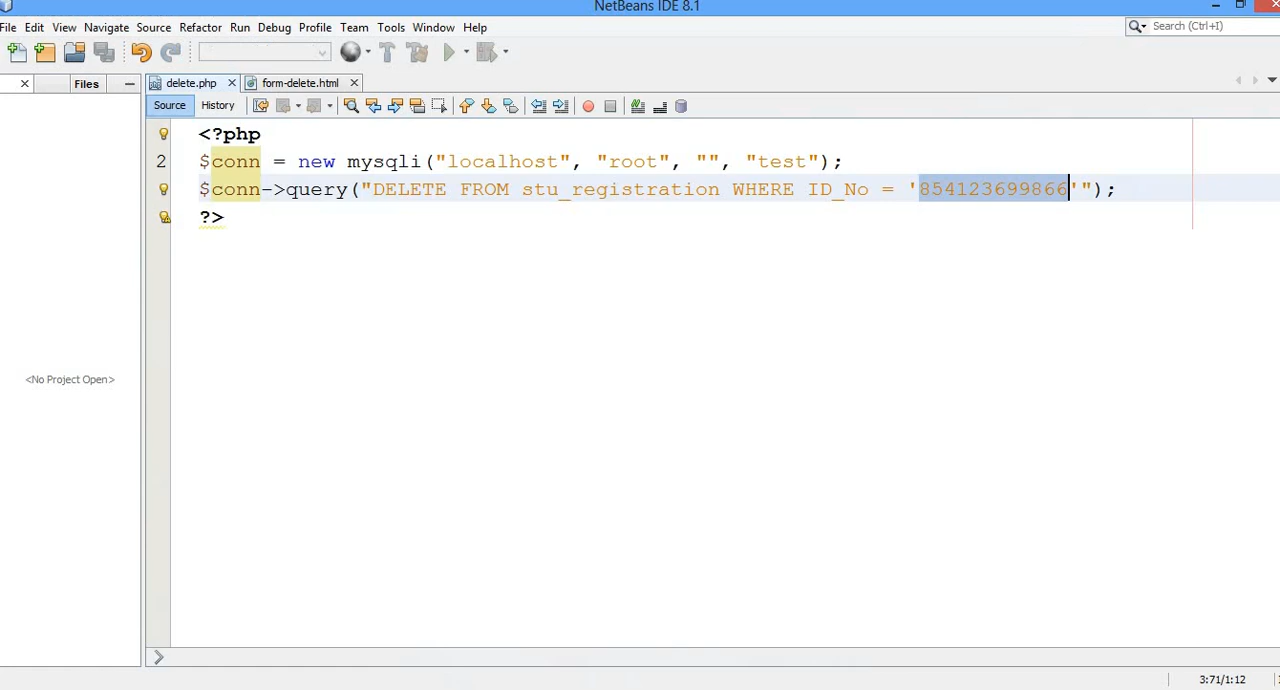 NetBeans IDE 8.1
File Edit View Navigate Source Refactor Run Debug Profile Team Tools Window Help
Search (Ctrl+I)
Files
delete.php
form-delete.html
Source
History
<?php
2
$conn = new mysqli("localhost", "root", "", "test");
$conn->query("DELETE FROM stu_registration WHERE ID_No = '854123699866'");
?>
<No Project Open>
3:71/1:12